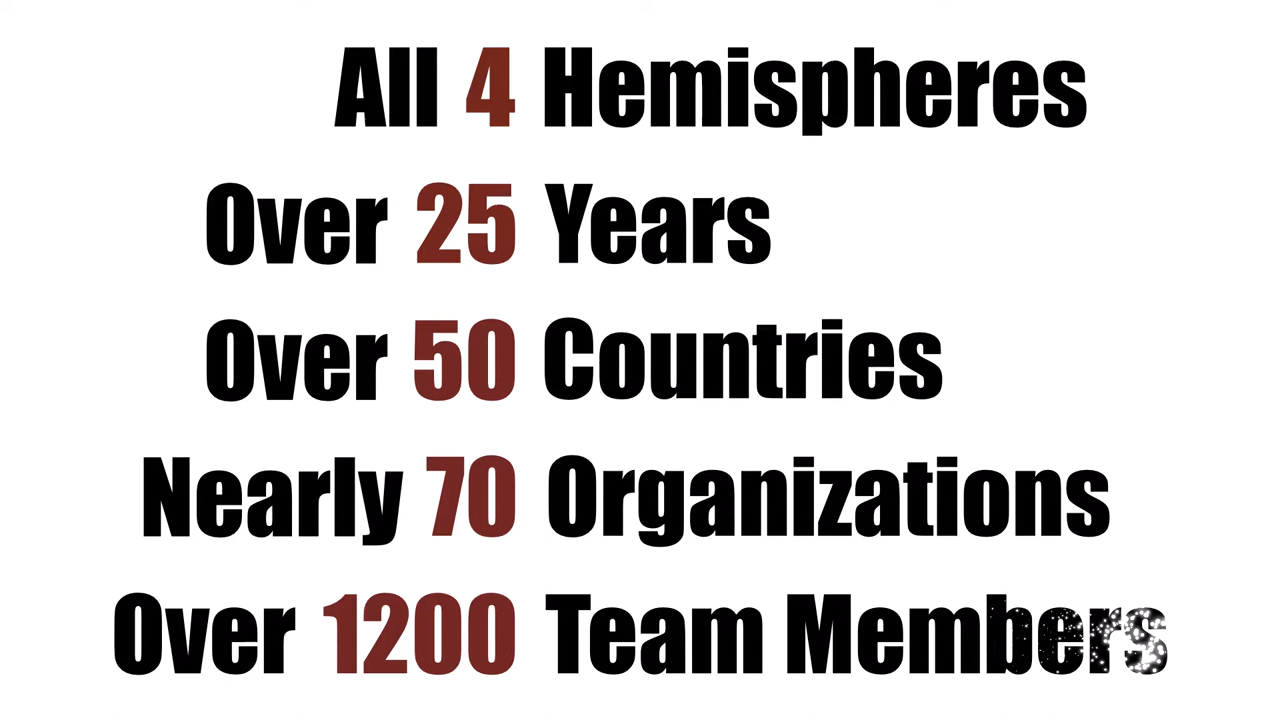 All 4 Hemispheres
Over 25 Years
Over 50 Countries
Nearly 70 Organizations
Over 1200 Team Members